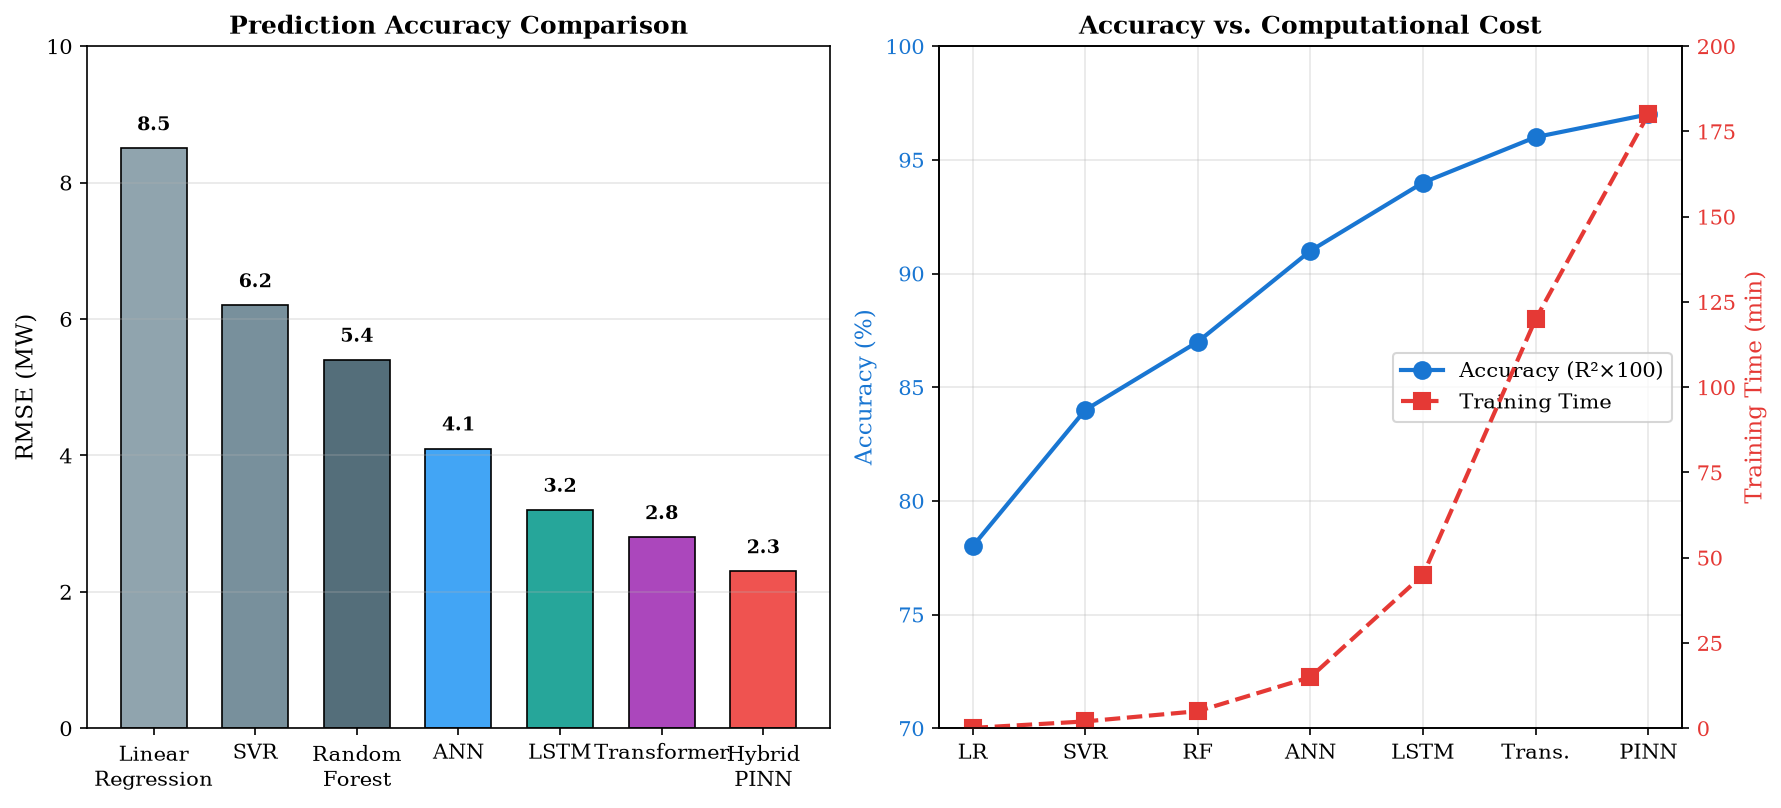 Prediction Accuracy Comparison
RMSE (MW)
10
8
6
4
2
0
8.5
6.2
5.4
4.1
3.2
2.8
2.3
Linear
Regression
SVR
Random
Forest
ANN
LSTM
Transformer
Hybrid
PINN
Accuracy vs. Computational Cost
Accuracy (%)
100
95
90
85
80
75
70
Accuracy (R²×100)
Training Time
LR
SVR
RF
ANN
LSTM
Trans.
PINN
200
175
150
125
100
75
50
25
0
Training Time (min)